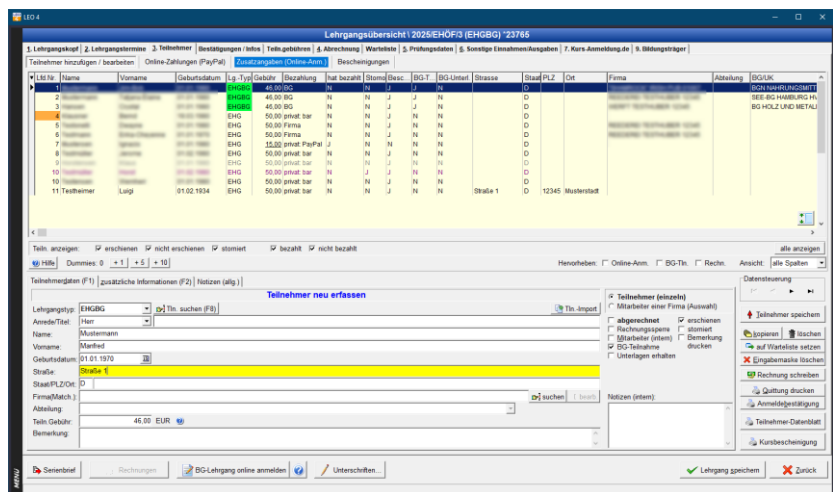 LEO 4
Lehrgangsübersicht \ 2025/EHÖF/3 (EHGBG) *23765
1. Lehrgangskopf 2. Lehrgangstermine 3. Teilnehmer Bestätigungen / Infos Teiln.gebühren 4. Abrechnung Warteliste 5. Prüfungsdaten 6. Sonstige Einnahmen/Ausgaben 7. Kurs-Anmeldung.de 9. Bildungsträger
Teilnehmer hinzufügen / bearbeiten Online-Zahlungen (PayPal) Zusatzangaben (Online-Anm.) Bescheinigungen
Lfd.Nr. Name Vorname Geburtsdatum Lg.-Typ Gebühr Bezahlung hat bezahlt Storno Besc... BG-T... BG-Unterl. Strasse Staat PLZ Ort Firma Abteilung BG/UK
1 EHGBG 46,00 BG N N J J N D BGN NAHRUNGSMITT
2 EHGBG 46,00 BG N N J J N D SEE-BG HAMBURG HV
3 EHGBG 46,00 BG N N J J N D BG HOLZ UND METALI
4 EHG 50,00 privat: bar N N J N N D
5 EHG 50,00 Firma N N J N N D
6 EHG 50,00 Firma N N J N N D
7 EHG 15,00 privat: PayPal J N N N N D
8 EHG 50,00 privat: bar N N J N N D
9 EHG 50,00 privat: bar N N J N N D
10 EHG 50,00 privat: bar N J J N N D
10 EHG 50,00 privat: bar N N J N N D
11 Testheimer Luigi 01.02.1934 EHG 50,00 privat: bar N N J N N Straße 1 D 12345 Musterstadt
Teiln. anzeigen: erschienen nicht erschienen storniert bezahlt nicht bezahlt alle anzeigen
Hilfe Dummies: 0 + 1 + 5 + 10 Hervorheben: Online-Anm. BG-Tln. Rechn. Ansicht: alle Spalten
Teilnehmerdaten (F1) zusätzliche Informationen (F2) Notizen (allg.) Datensteuerung
Teilnehmer neu erfassen
Teilnehmer (einzeln)
Mitarbeiter einer Firma (Auswahl)
Lehrgangstyp: EHGBG Tln. suchen (F8) Tln.-Import
Anrede/Titel: Herr
Name: Mustermann
Vorname: Manfred
Geburtsdatum: 01.01.1970
Straße: Straße 1
Staat/PLZ/Ort: D
Firma(Match.): suchen bearb.
Abteilung:
Teiln.Gebühr: 46,00 EUR
Bemerkung:
abgerechnet erschienen
Rechnungssperre storniert
Mitarbeiter (intern) Bemerkung drucken
BG-Teilnahme
Unterlagen erhalten
Notizen (intern):
Teilnehmer speichern
kopieren löschen
auf Warteliste setzen
Eingabemaske löschen
Rechnung schreiben
Quittung drucken
Anmeldebestätigung
Teilnehmer-Datenblatt
Kursbescheinigung
MENÜ
Serienbrief Rechnungen BG-Lehrgang online anmelden Unterschriften... Lehrgang speichern Zurück